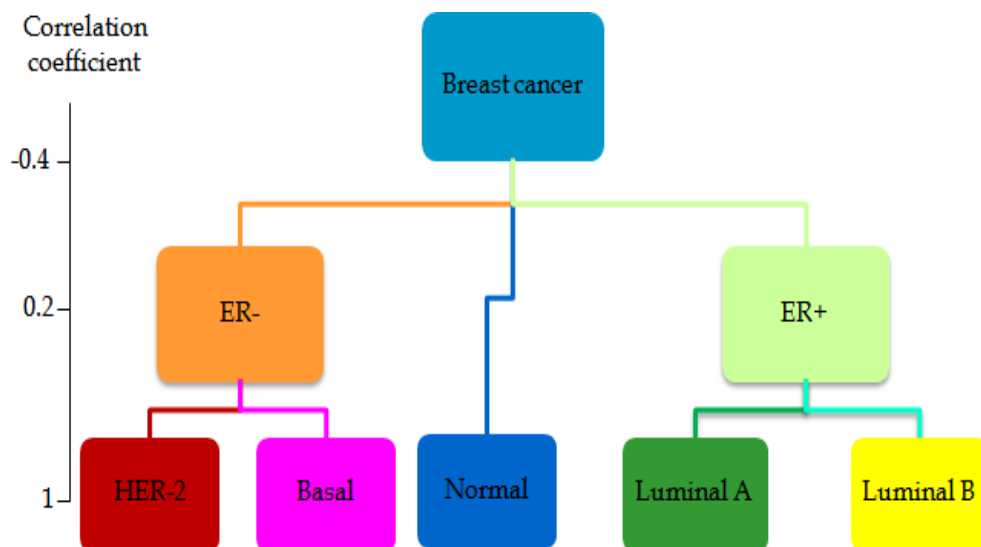 Correlation
coefficient
Breast cancer
-0.4
0.2
ER-
ER+
1
HER-2
Basal
Normal
Luminal A
Luminal B